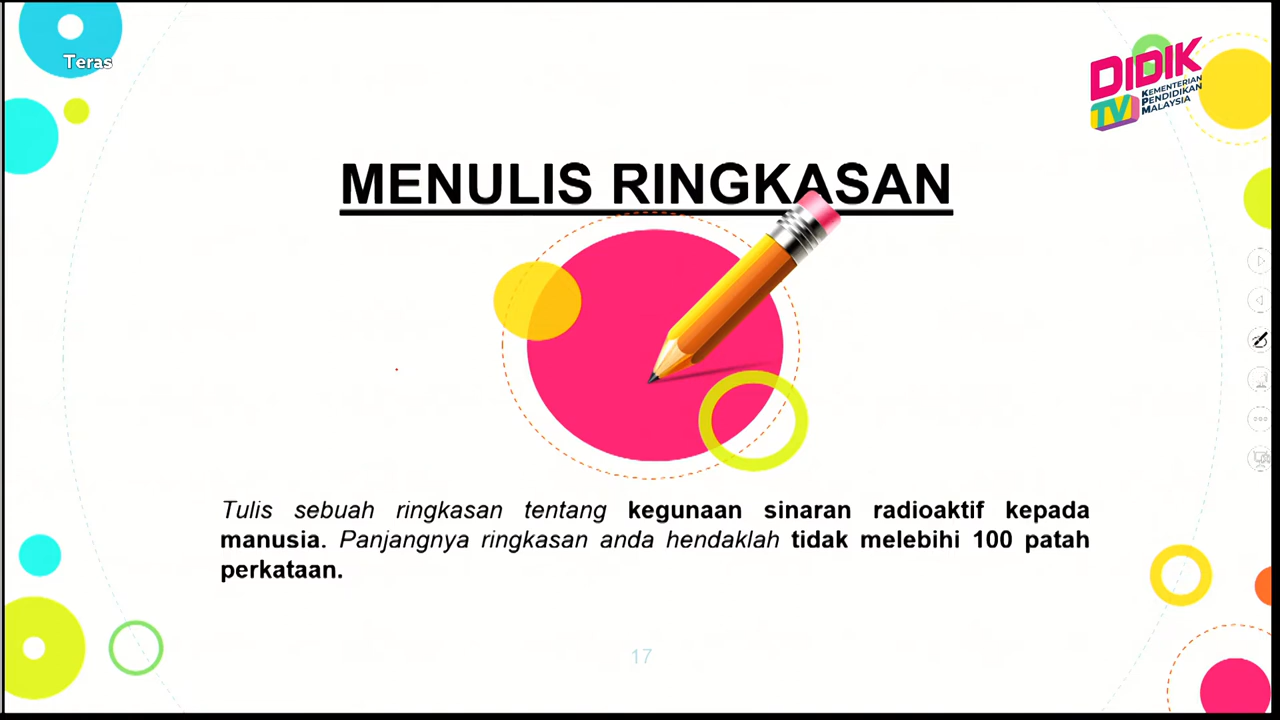 Teras
DIDIK
TV
KEMENTERIAN
PENDIDIKAN
MALAYSIA
MENULIS RINGKASAN
Tulis sebuah ringkasan tentang kegunaan sinaran radioaktif kepada
manusia. Panjangnya ringkasan anda hendaklah tidak melebihi 100 patah
perkataan.
17